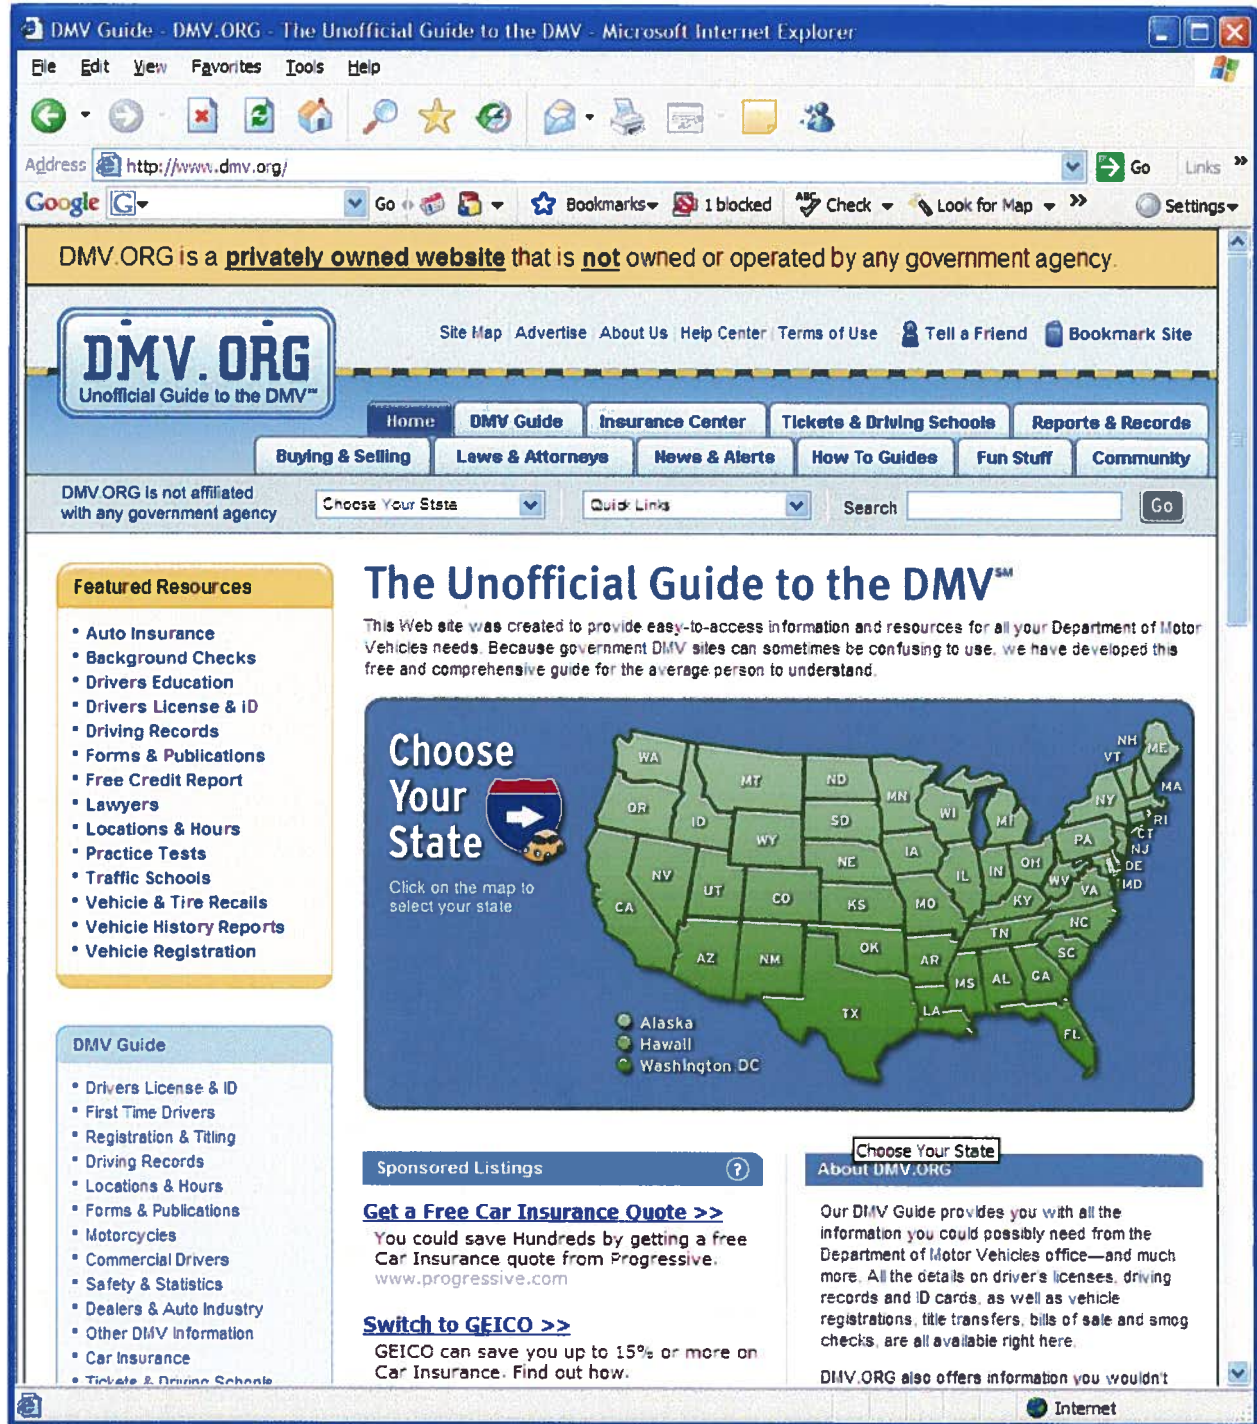 DMV Guide - DMV.ORG - The Unofficial Guide to the DMV - Microsoft Internet Explorer
File Edit View Favorites Tools Help
Address http://www.dmv.org/ Go Links »
Google G Go Bookmarks 1 blocked ABC Check Look for Map » Settings
DMV.ORG is a privately owned website that is not owned or operated by any government agency.
Site Map Advertise About Us Help Center Terms of Use Tell a Friend Bookmark Site
DMV.ORG
Unofficial Guide to the DMV™
Home DMV Guide Insurance Center Tickets & Driving Schools Reports & Records
Buying & Selling Laws & Attorneys News & Alerts How To Guides Fun Stuff Community
DMV.ORG is not affiliated
with any government agency
Choose Your State Quick Links Search Go
Featured Resources
• Auto Insurance
• Background Checks
• Drivers Education
• Drivers License & ID
• Driving Records
• Forms & Publications
• Free Credit Report
• Lawyers
• Locations & Hours
• Practice Tests
• Traffic Schools
• Vehicle & Tire Recalls
• Vehicle History Reports
• Vehicle Registration
DMV Guide
• Drivers License & ID
• First Time Drivers
• Registration & Titling
• Driving Records
• Locations & Hours
• Forms & Publications
• Motorcycles
• Commercial Drivers
• Safety & Statistics
• Dealers & Auto Industry
• Other DMV Information
• Car Insurance
• Tickets & Driving Schools
The Unofficial Guide to the DMV℠
This Web site was created to provide easy-to-access information and resources for all your Department of Motor
Vehicles needs. Because government DMV sites can sometimes be confusing to use, we have developed this
free and comprehensive guide for the average person to understand.
Choose
Your
State
Click on the map to
select your state
WA MT ND MN WI MI NH VT ME MA
OR ID WY SD NY RI CT
NV UT CO NE IA IL IN OH PA NJ DE MD
CA KS MO KY WV VA
AZ NM OK AR TN NC SC
TX LA MS AL GA FL
Alaska
Hawaii
Washington DC
Choose Your State
Sponsored Listings ?
Get a Free Car Insurance Quote >>
You could save Hundreds by getting a free
Car Insurance quote from Progressive.
www.progressive.com
Switch to GEICO >>
GEICO can save you up to 15% or more on
Car Insurance. Find out how.
About DMV.ORG
Our DMV Guide provides you with all the
information you could possibly need from the
Department of Motor Vehicles office—and much
more. All the details on driver's licenses, driving
records and ID cards, as well as vehicle
registrations, title transfers, bills of sale and smog
checks, are all available right here.
DMV.ORG also offers information you wouldn't
Internet